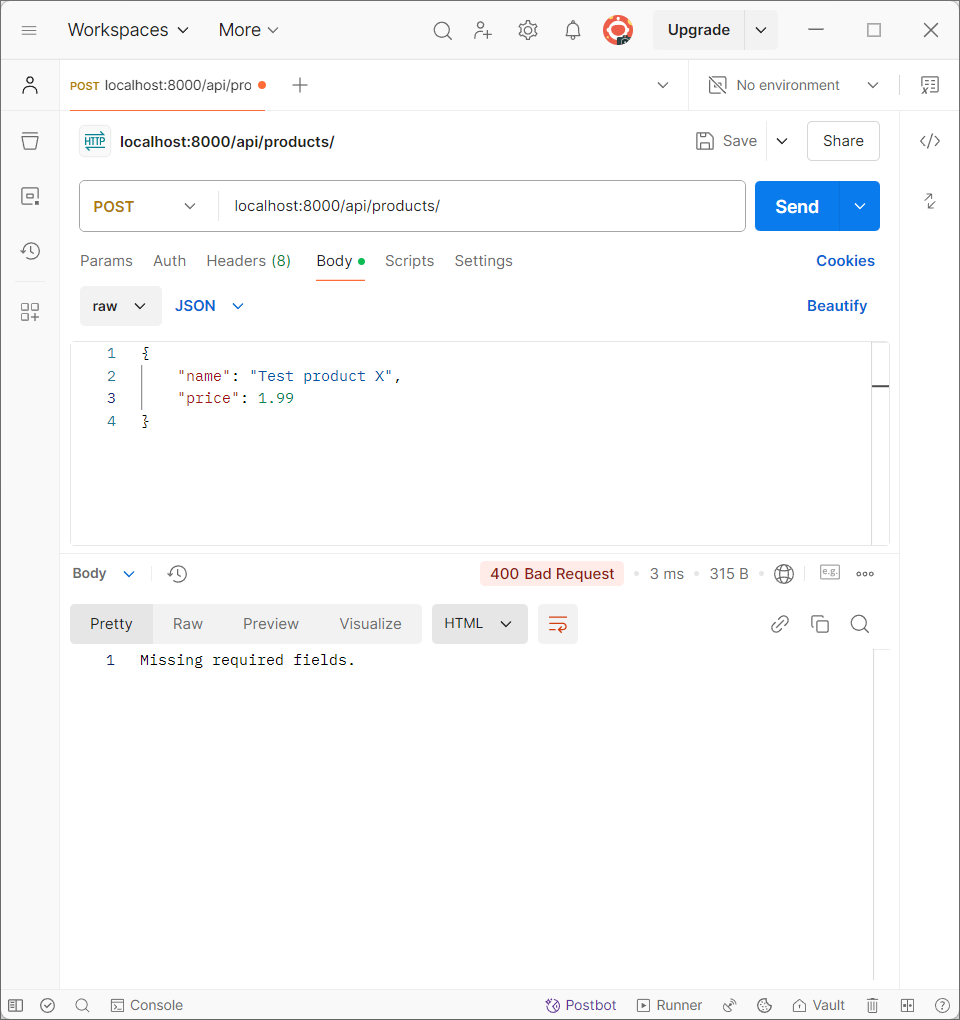 Workspaces More Upgrade
POST localhost:8000/api/pro No environment
HTTP localhost:8000/api/products/ Save Share
POST localhost:8000/api/products/ Send
Params Auth Headers (8) Body Scripts Settings Cookies
raw JSON Beautify
1 {
2 "name": "Test product X",
3 "price": 1.99
4 }
Body 400 Bad Request 3 ms 315 B e.g.
Pretty Raw Preview Visualize HTML
1 Missing required fields.
Console Postbot Runner Vault